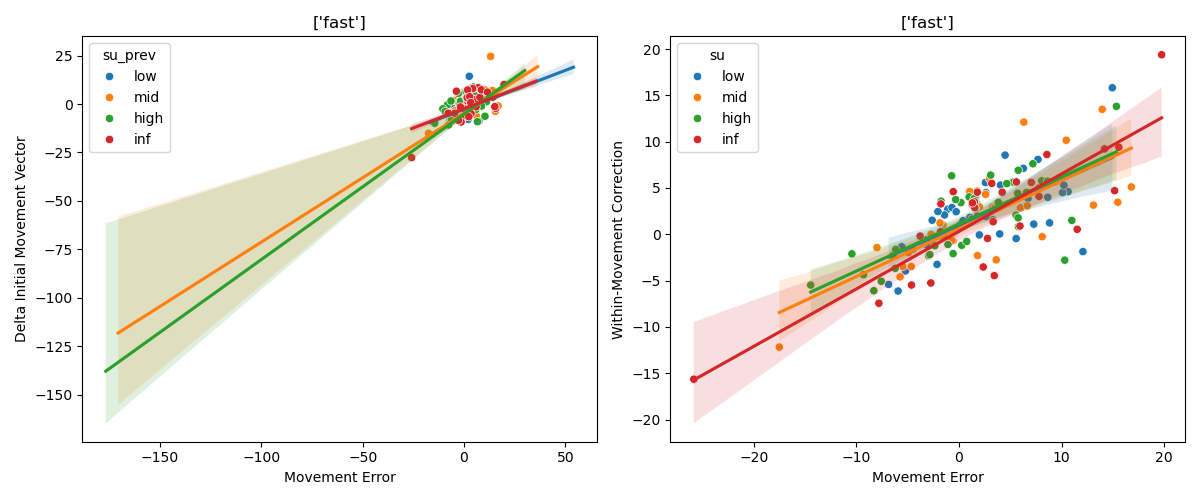 ['fast']
su_prev
low
mid
high
inf
25
0
−25
−50
−75
−100
−125
−150
Delta Initial Movement Vector
−150
−100
−50
0
50
Movement Error
['fast']
su
low
mid
high
inf
20
15
10
5
0
−5
−10
−15
−20
Within-Movement Correction
−20
−10
0
10
20
Movement Error